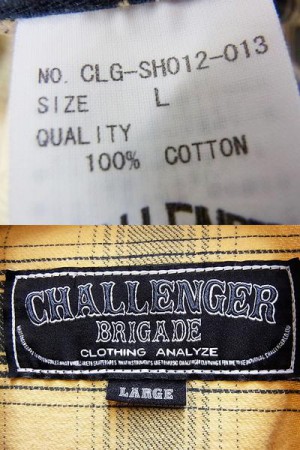 NO. CLG-SH012-013
SIZE L
QUALITY
100% COTTON
CHALLENGER
BRIGADE
CLOTHING ANALYZE
LARGE